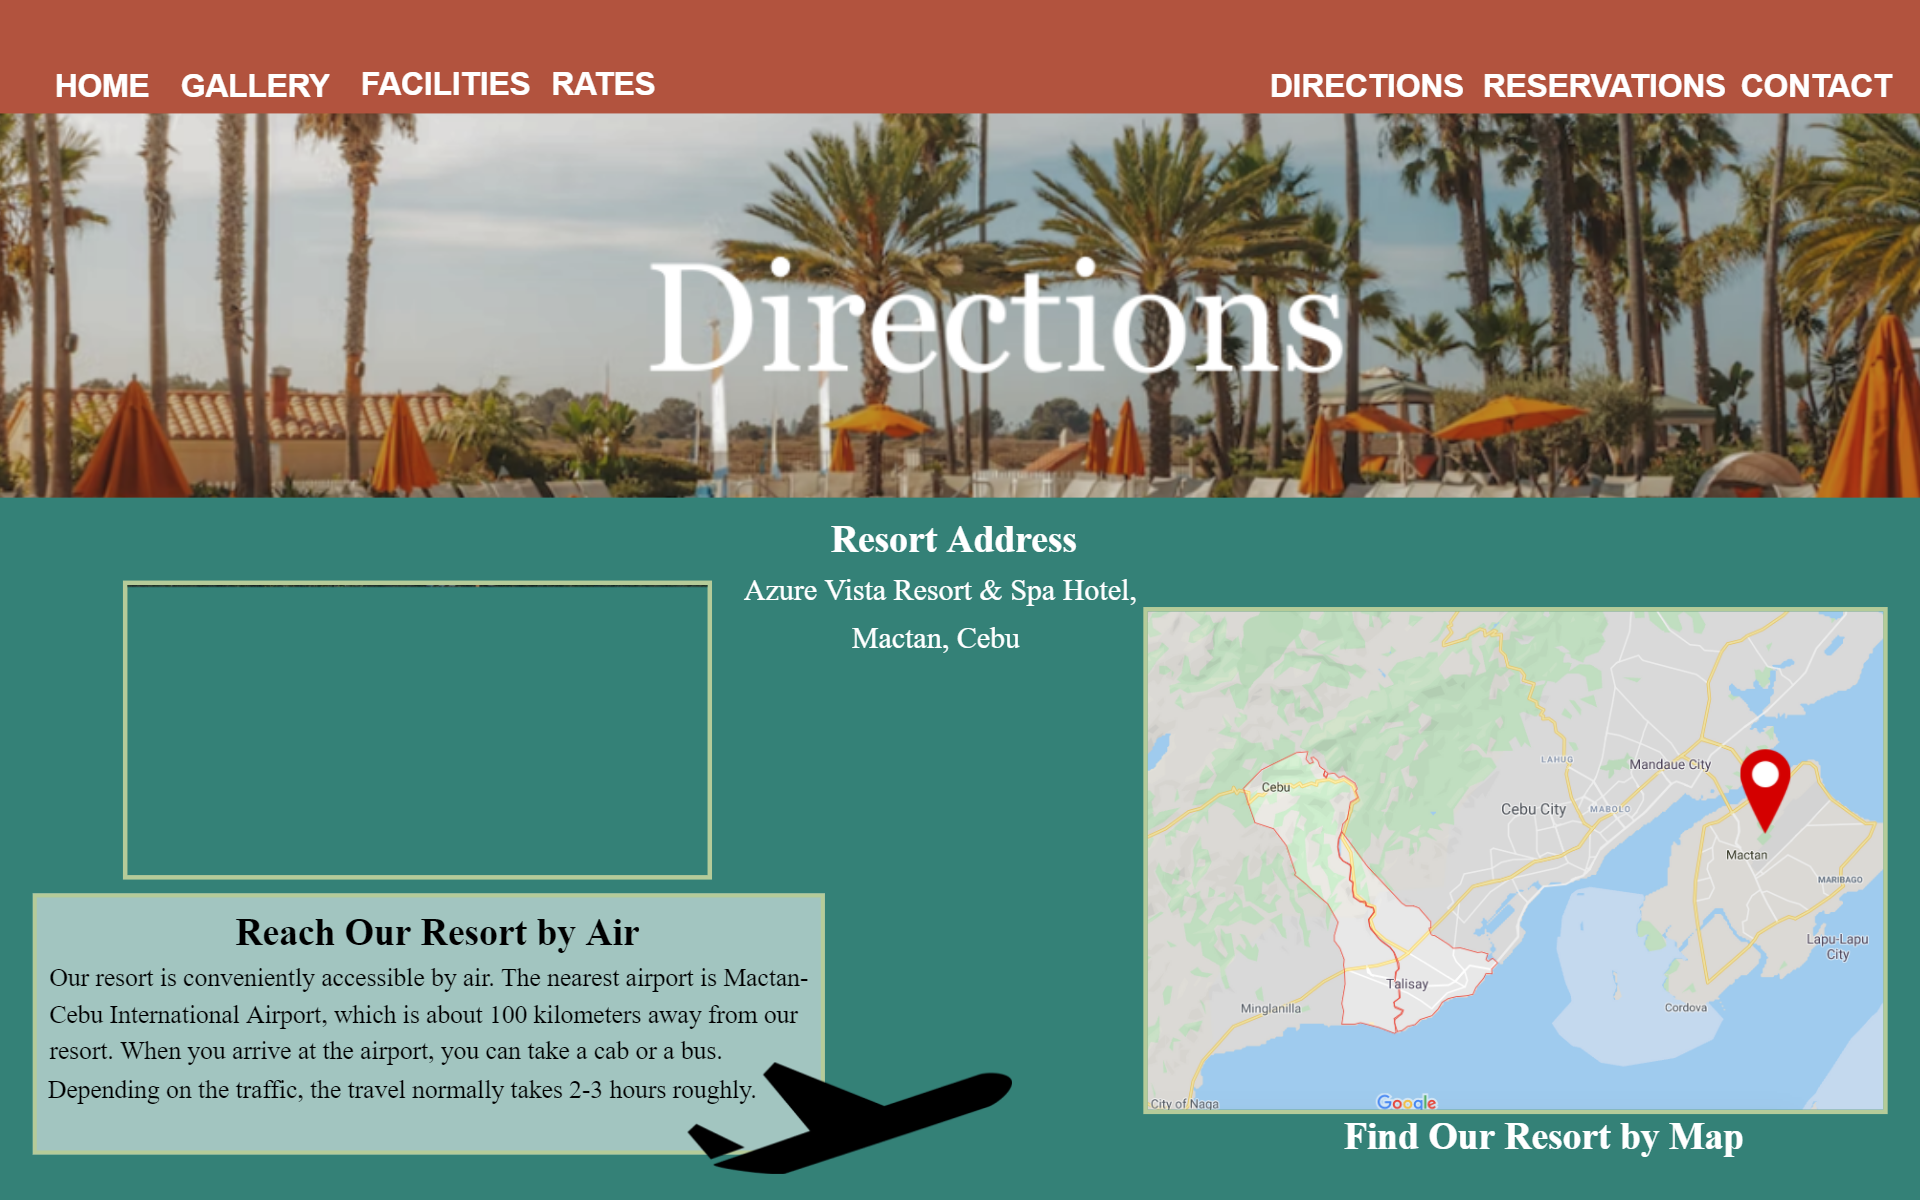 HOME GALLERY FACILITIES RATES DIRECTIONS RESERVATIONS CONTACT
Directions
Resort Address
Azure Vista Resort & Spa Hotel,
Mactan, Cebu
Reach Our Resort by Air
Our resort is conveniently accessible by air. The nearest airport is Mactan-
Cebu International Airport, which is about 100 kilometers away from our
resort. When you arrive at the airport, you can take a cab or a bus.
Depending on the traffic, the travel normally takes 2-3 hours roughly.
LAHUG
Mandaue City
Cebu
Cebu City
MABOLO
Mactan
MARIBAGO
Lapu-Lapu
City
Talisay
Minglanilla
Cordova
City of Naga
Google
Find Our Resort by Map